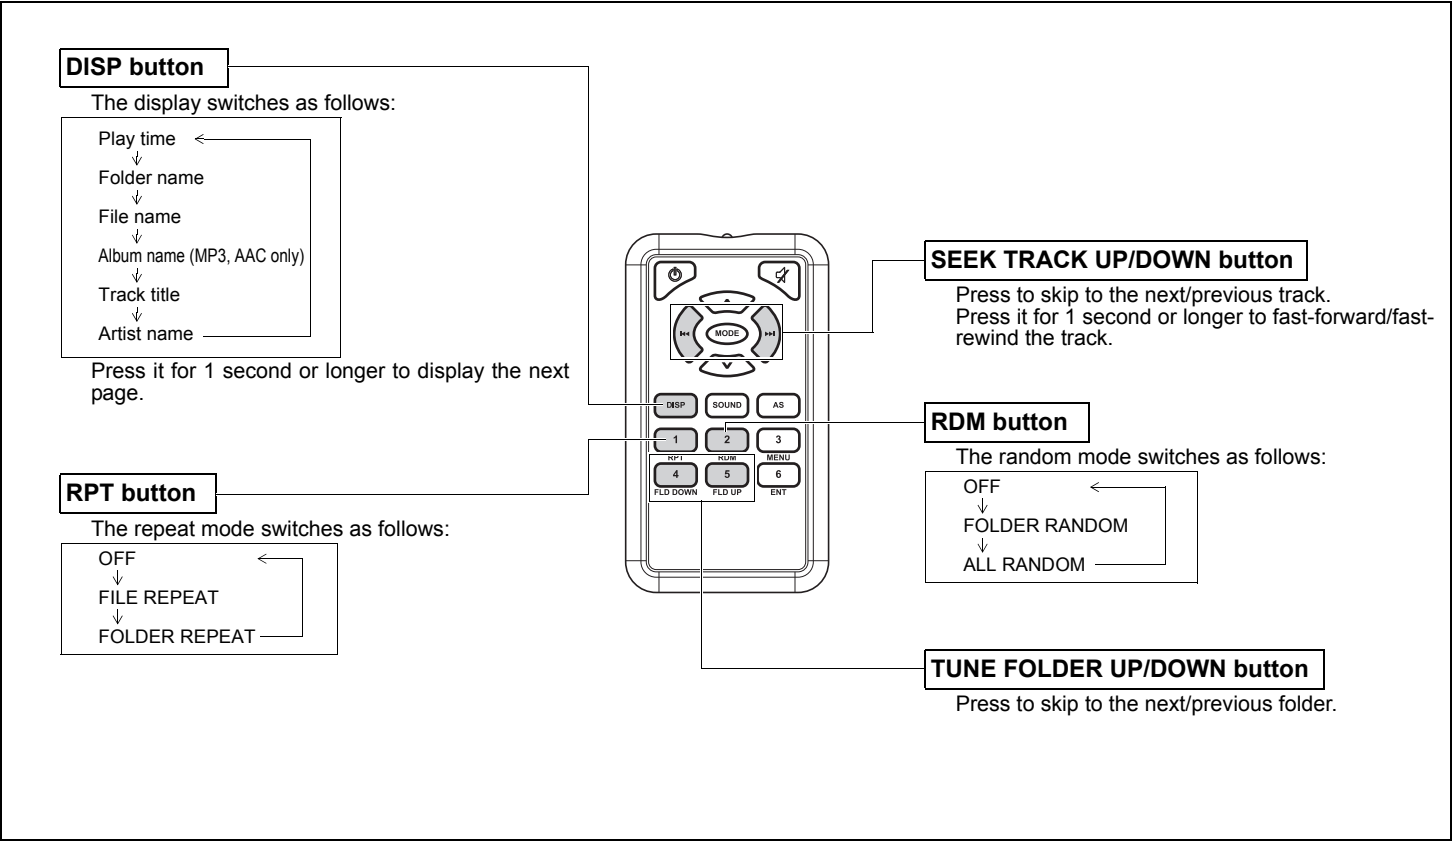 DISP button
The display switches as follows:
Play time
Folder name
File name
Album name (MP3, AAC only)
Track title
Artist name
Press it for 1 second or longer to display the next
page.
RPT button
The repeat mode switches as follows:
OFF
FILE REPEAT
FOLDER REPEAT
MODE
DISP
SOUND
AS
1
2
3
RPT
RDM
MENU
4
5
6
FLD DOWN
FLD UP
ENT
SEEK TRACK UP/DOWN button
Press to skip to the next/previous track.
Press it for 1 second or longer to fast-forward/fast-
rewind the track.
RDM button
The random mode switches as follows:
OFF
FOLDER RANDOM
ALL RANDOM
TUNE FOLDER UP/DOWN button
Press to skip to the next/previous folder.